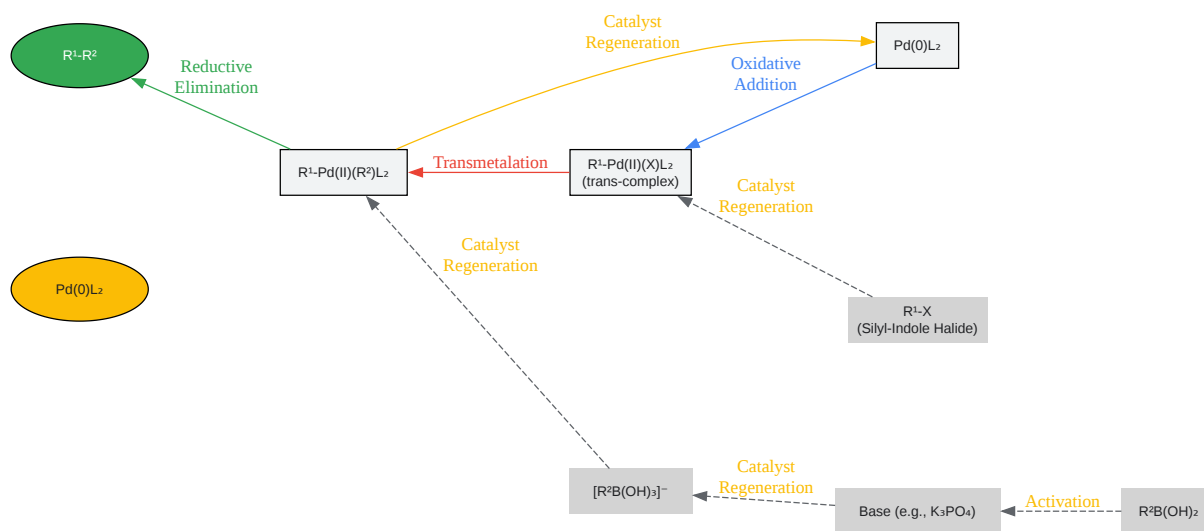 Catalyst
Regeneration
R¹-R²
Pd(0)L₂
Reductive
Elimination
Oxidative
Addition
R¹-Pd(II)(R²)L₂
Transmetalation
R¹-Pd(II)(X)L₂
(trans-complex)
Catalyst
Regeneration
Catalyst
Regeneration
Pd(0)L₂
R¹-X
(Silyl-Indole Halide)
Catalyst
Regeneration
[R²B(OH)₃]⁻
Base (e.g., K₃PO₄)
Activation
R²B(OH)₂